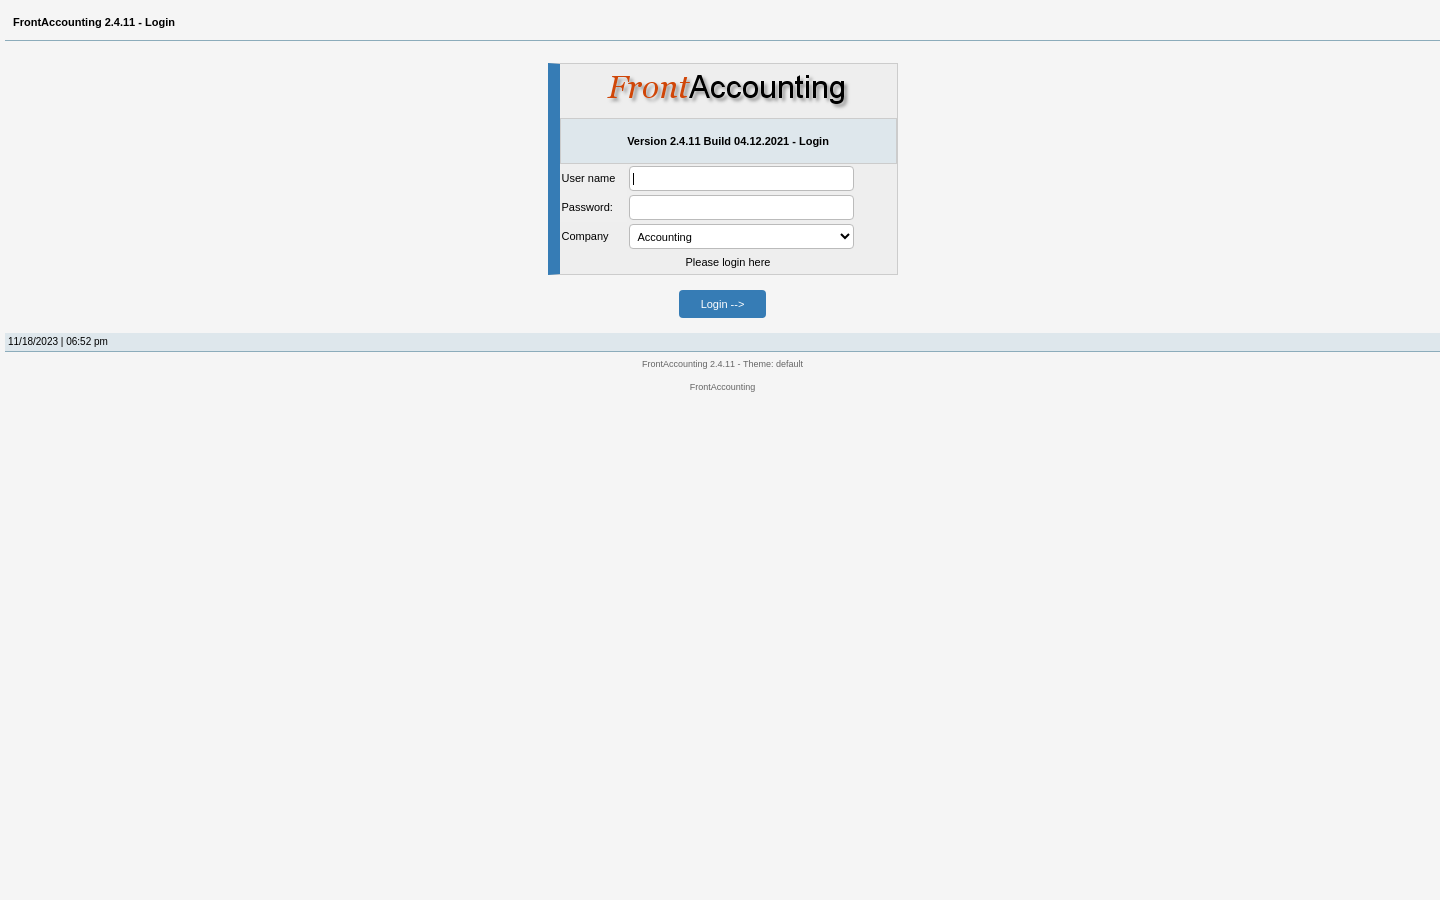 FrontAccounting 2.4.11 - Login
FrontAccounting
Version 2.4.11 Build 04.12.2021 - Login
User name
Password:
Company Accounting
Please login here
Login -->
11/18/2023 | 06:52 pm
FrontAccounting 2.4.11 - Theme: default
FrontAccounting